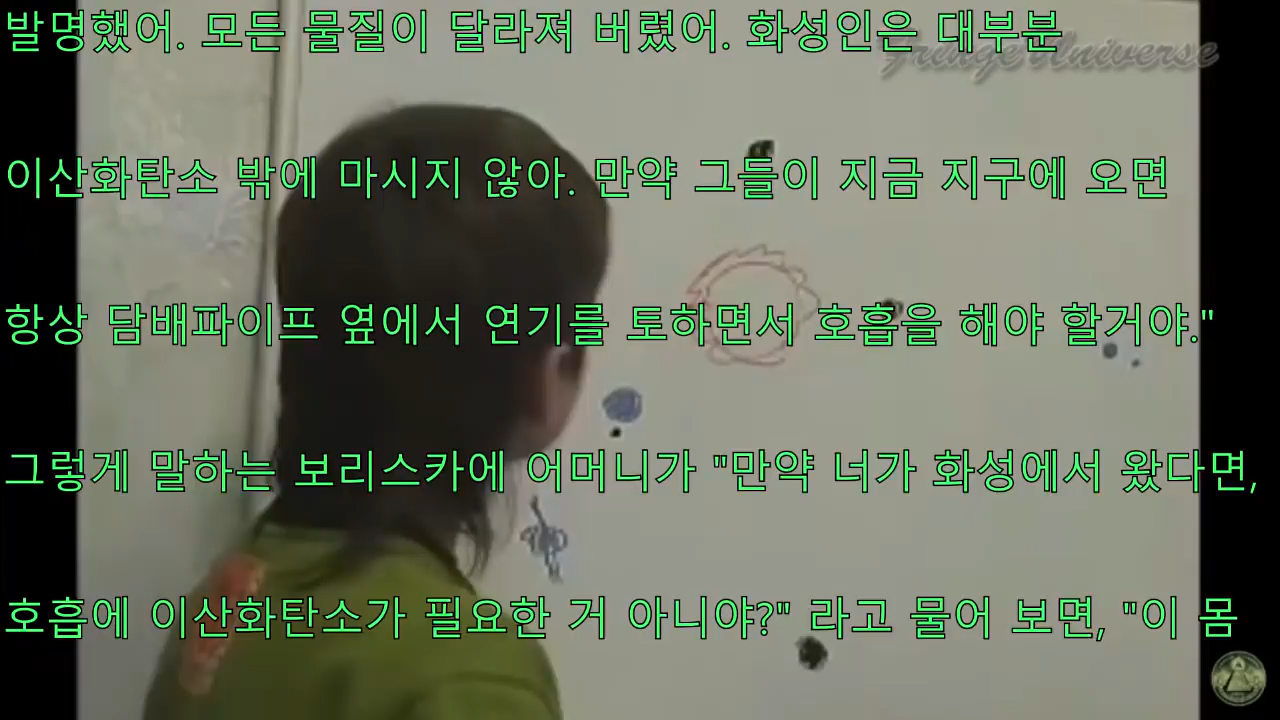 발명했어. 모든 물질이 달라져 버렸어. 화성인은 대부분
Fringe Universe
이산화탄소 밖에 마시지 않아. 만약 그들이 지금 지구에 오면
항상 담배파이프 옆에서 연기를 토하면서 호흡을 해야 할거야."
그렇게 말하는 보리스카에 어머니가 "만약 너가 화성에서 왔다면,
호흡에 이산화탄소가 필요한 거 아니야?" 라고 물어 보면, "이 몸